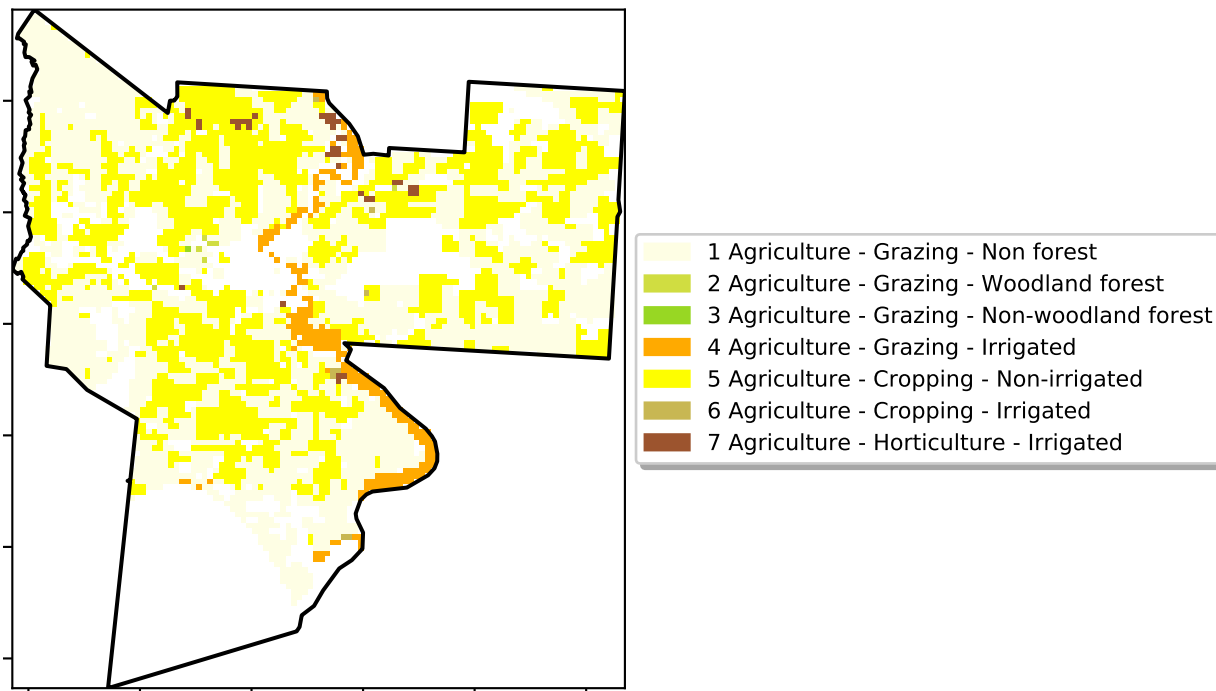 1 Agriculture - Grazing - Non forest
2 Agriculture - Grazing - Woodland forest
3 Agriculture - Grazing - Non-woodland forest
4 Agriculture - Grazing - Irrigated
5 Agriculture - Cropping - Non-irrigated
6 Agriculture - Cropping - Irrigated
7 Agriculture - Horticulture - Irrigated